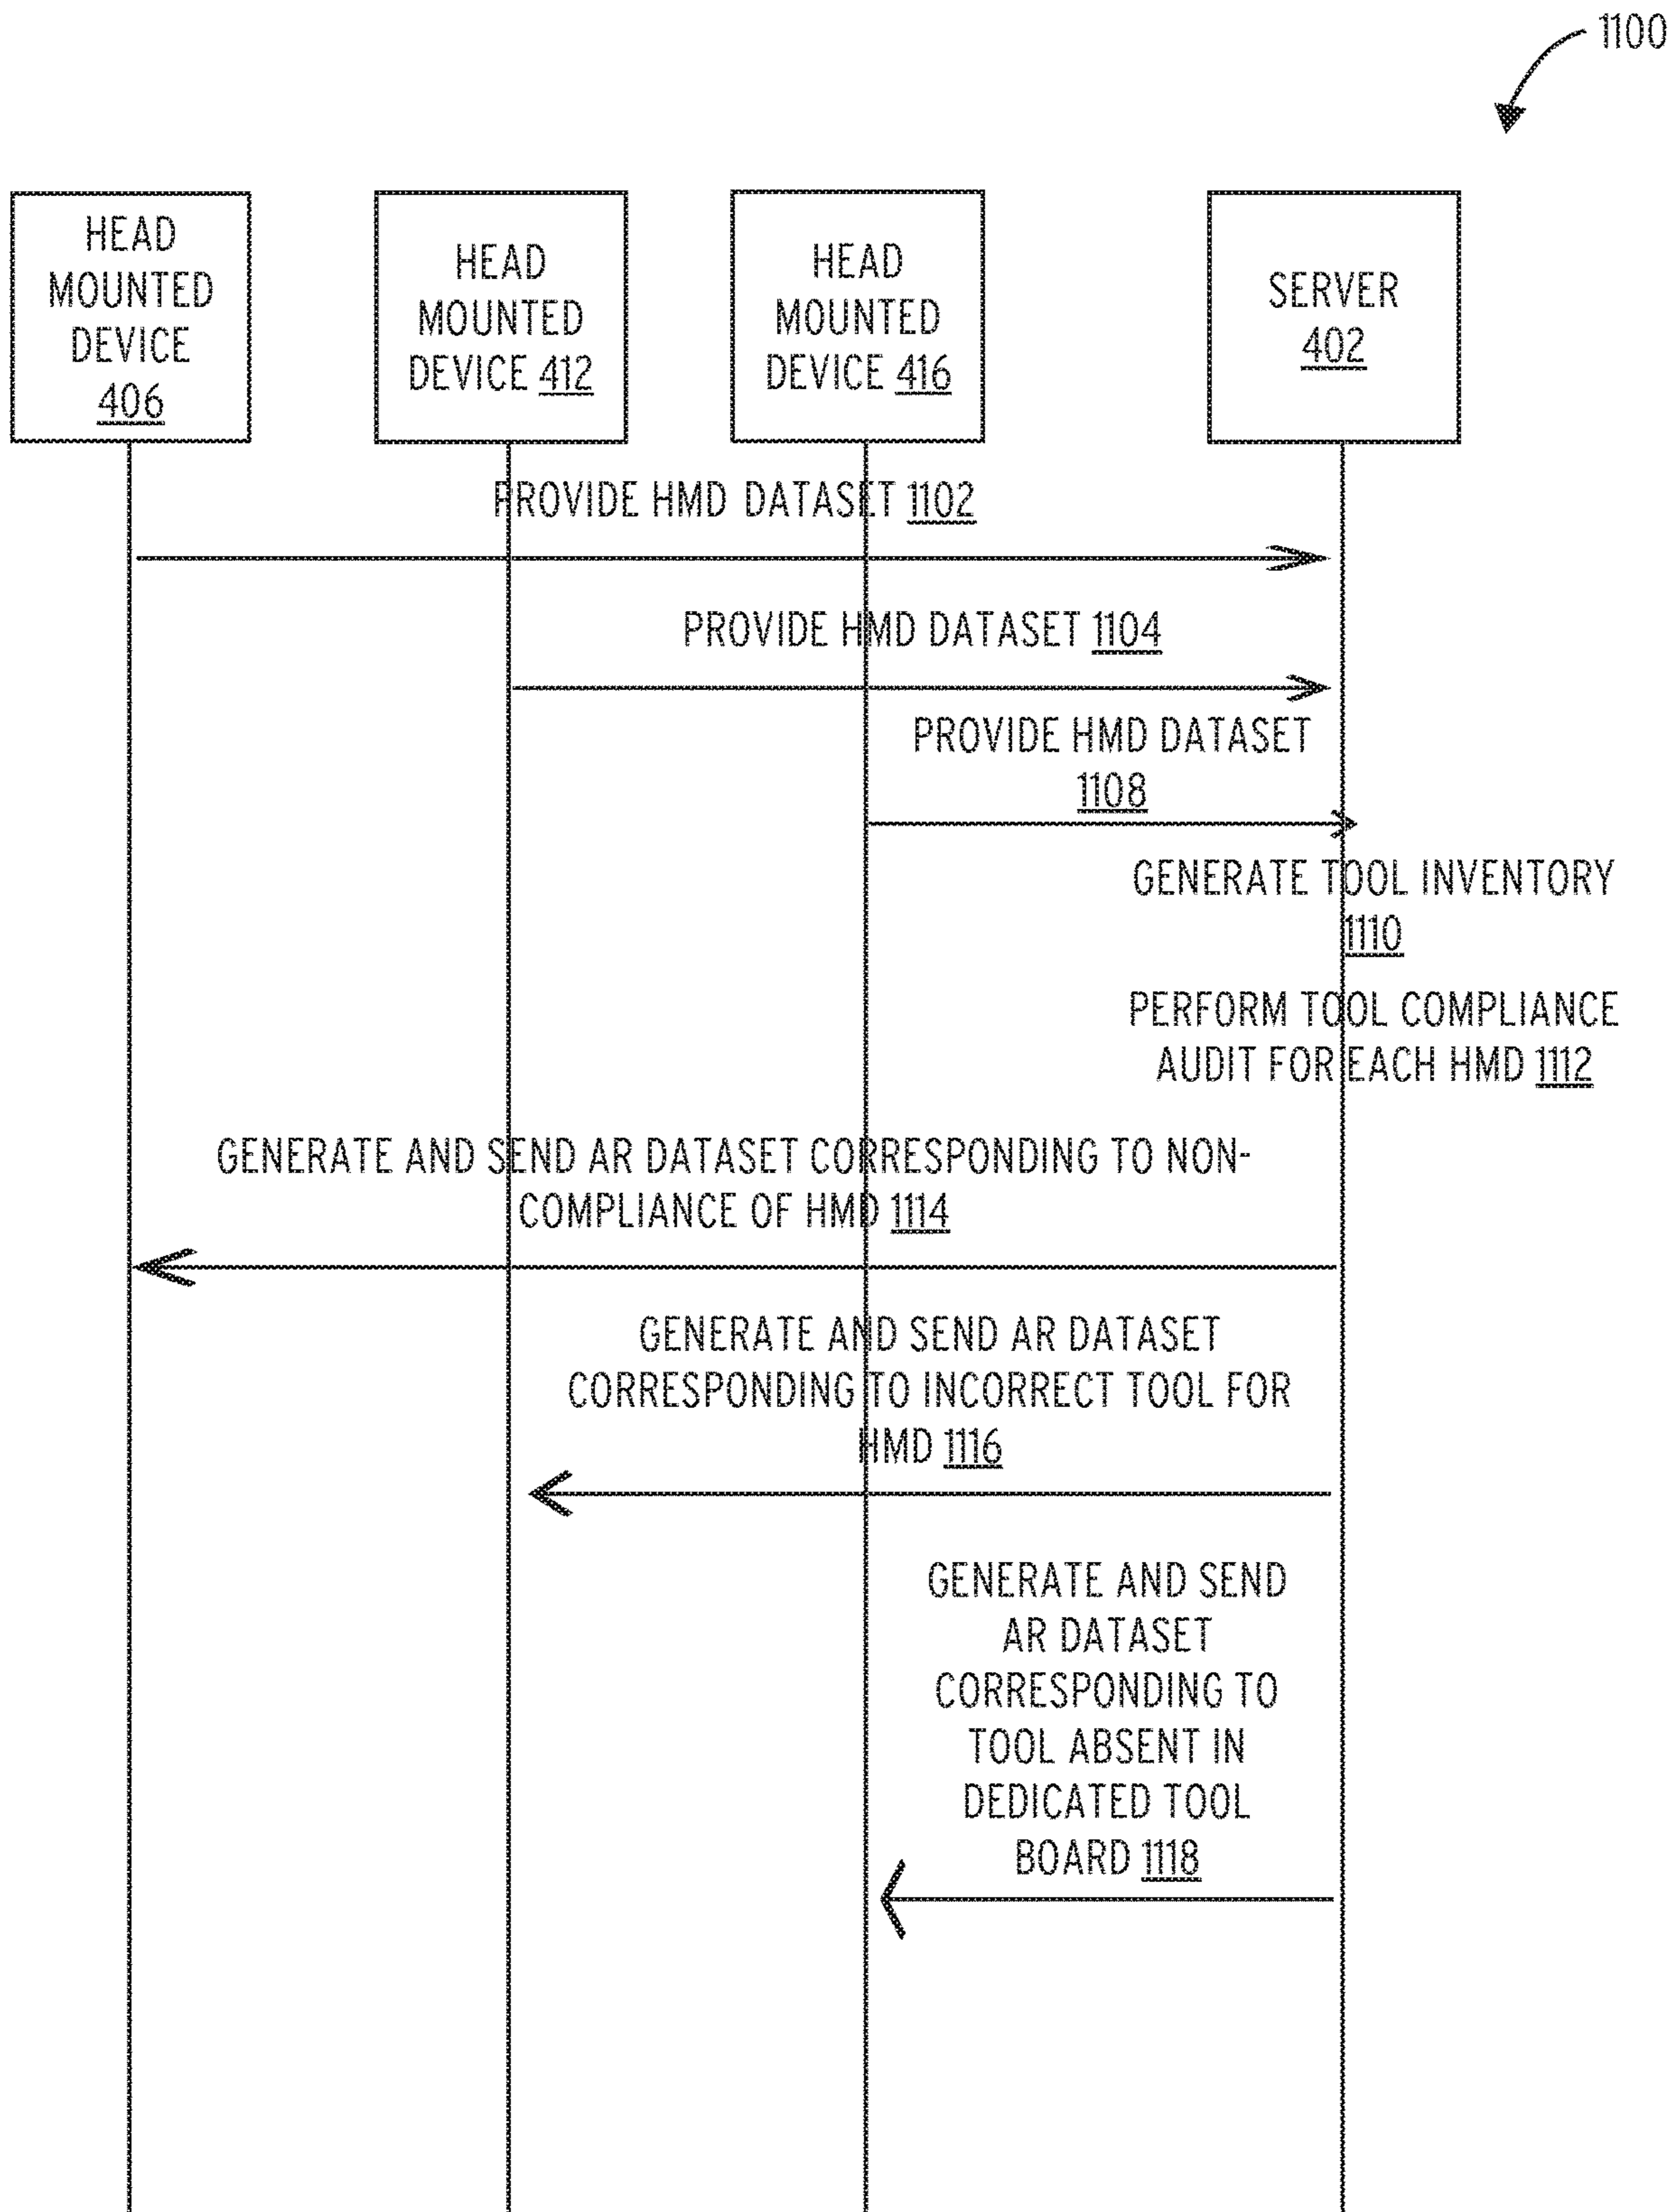 1100
HEAD
MOUNTED
DEVICE
406
HEAD
MOUNTED
DEVICE 412
HEAD
MOUNTED
DEVICE 416
SERVER
402
PROVIDE HMD DATASET 1102
PROVIDE HMD DATASET 1104
PROVIDE HMD DATASET
1108
GENERATE TOOL INVENTORY
1110
PERFORM TOOL COMPLIANCE
AUDIT FOR EACH HMD 1112
GENERATE AND SEND AR DATASET CORRESPONDING TO NON-
COMPLIANCE OF HMD 1114
GENERATE AND SEND AR DATASET
CORRESPONDING TO INCORRECT TOOL FOR
HMD 1116
GENERATE AND SEND
AR DATASET
CORRESPONDING TO
TOOL ABSENT IN
DEDICATED TOOL
BOARD 1118